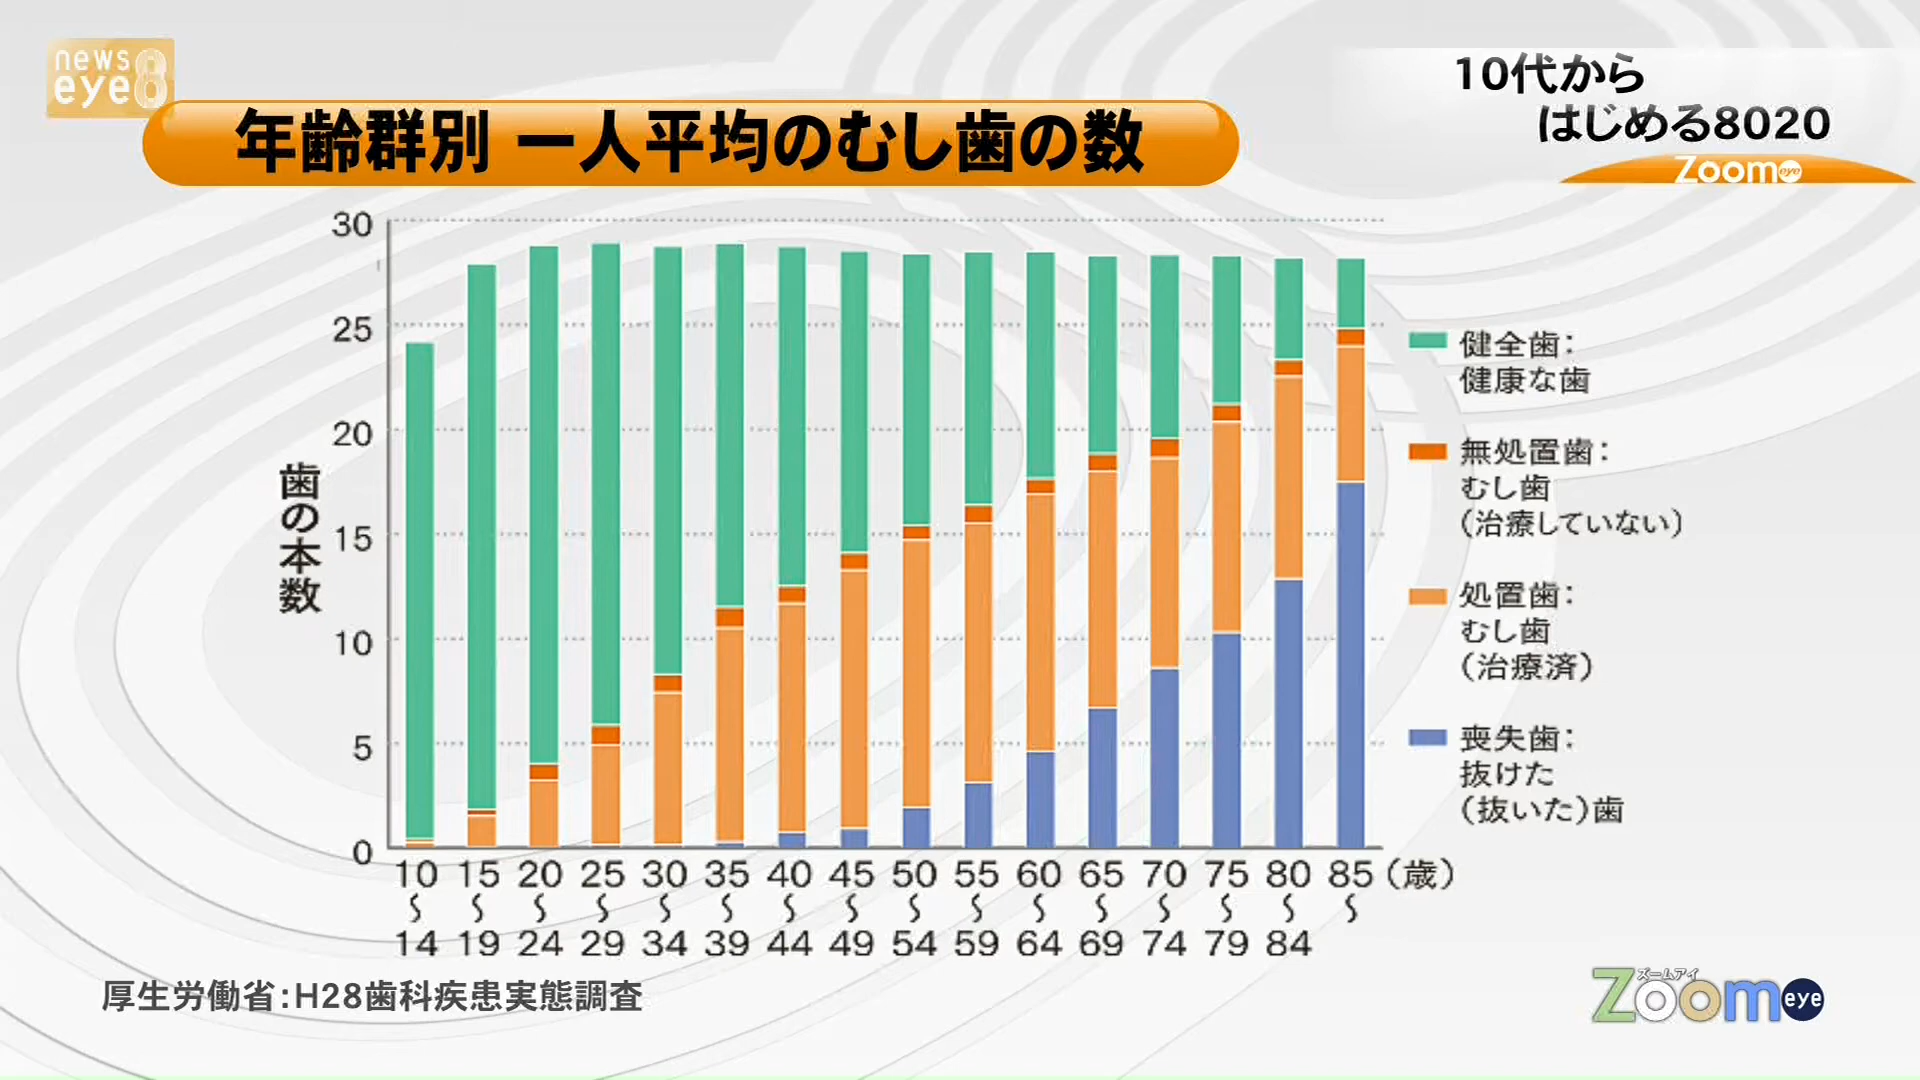 news
eye8
10代から
はじめる8020
Zoom eye
年齢群別 一人平均のむし歯の数
歯の本数
30
25
20
15
10
5
0
10 15 20 25 30 35 40 45 50 55 60 65 70 75 80 85(歳)
〜 〜 〜 〜 〜 〜 〜 〜 〜 〜 〜 〜 〜 〜 〜 〜
14 19 24 29 34 39 44 49 54 59 64 69 74 79 84
健全歯:
健康な歯
無処置歯:
むし歯
(治療していない)
処置歯:
むし歯
(治療済)
喪失歯:
抜けた
(抜いた)歯
厚生労働省:H28歯科疾患実態調査
ズームアイ
Zoom eye